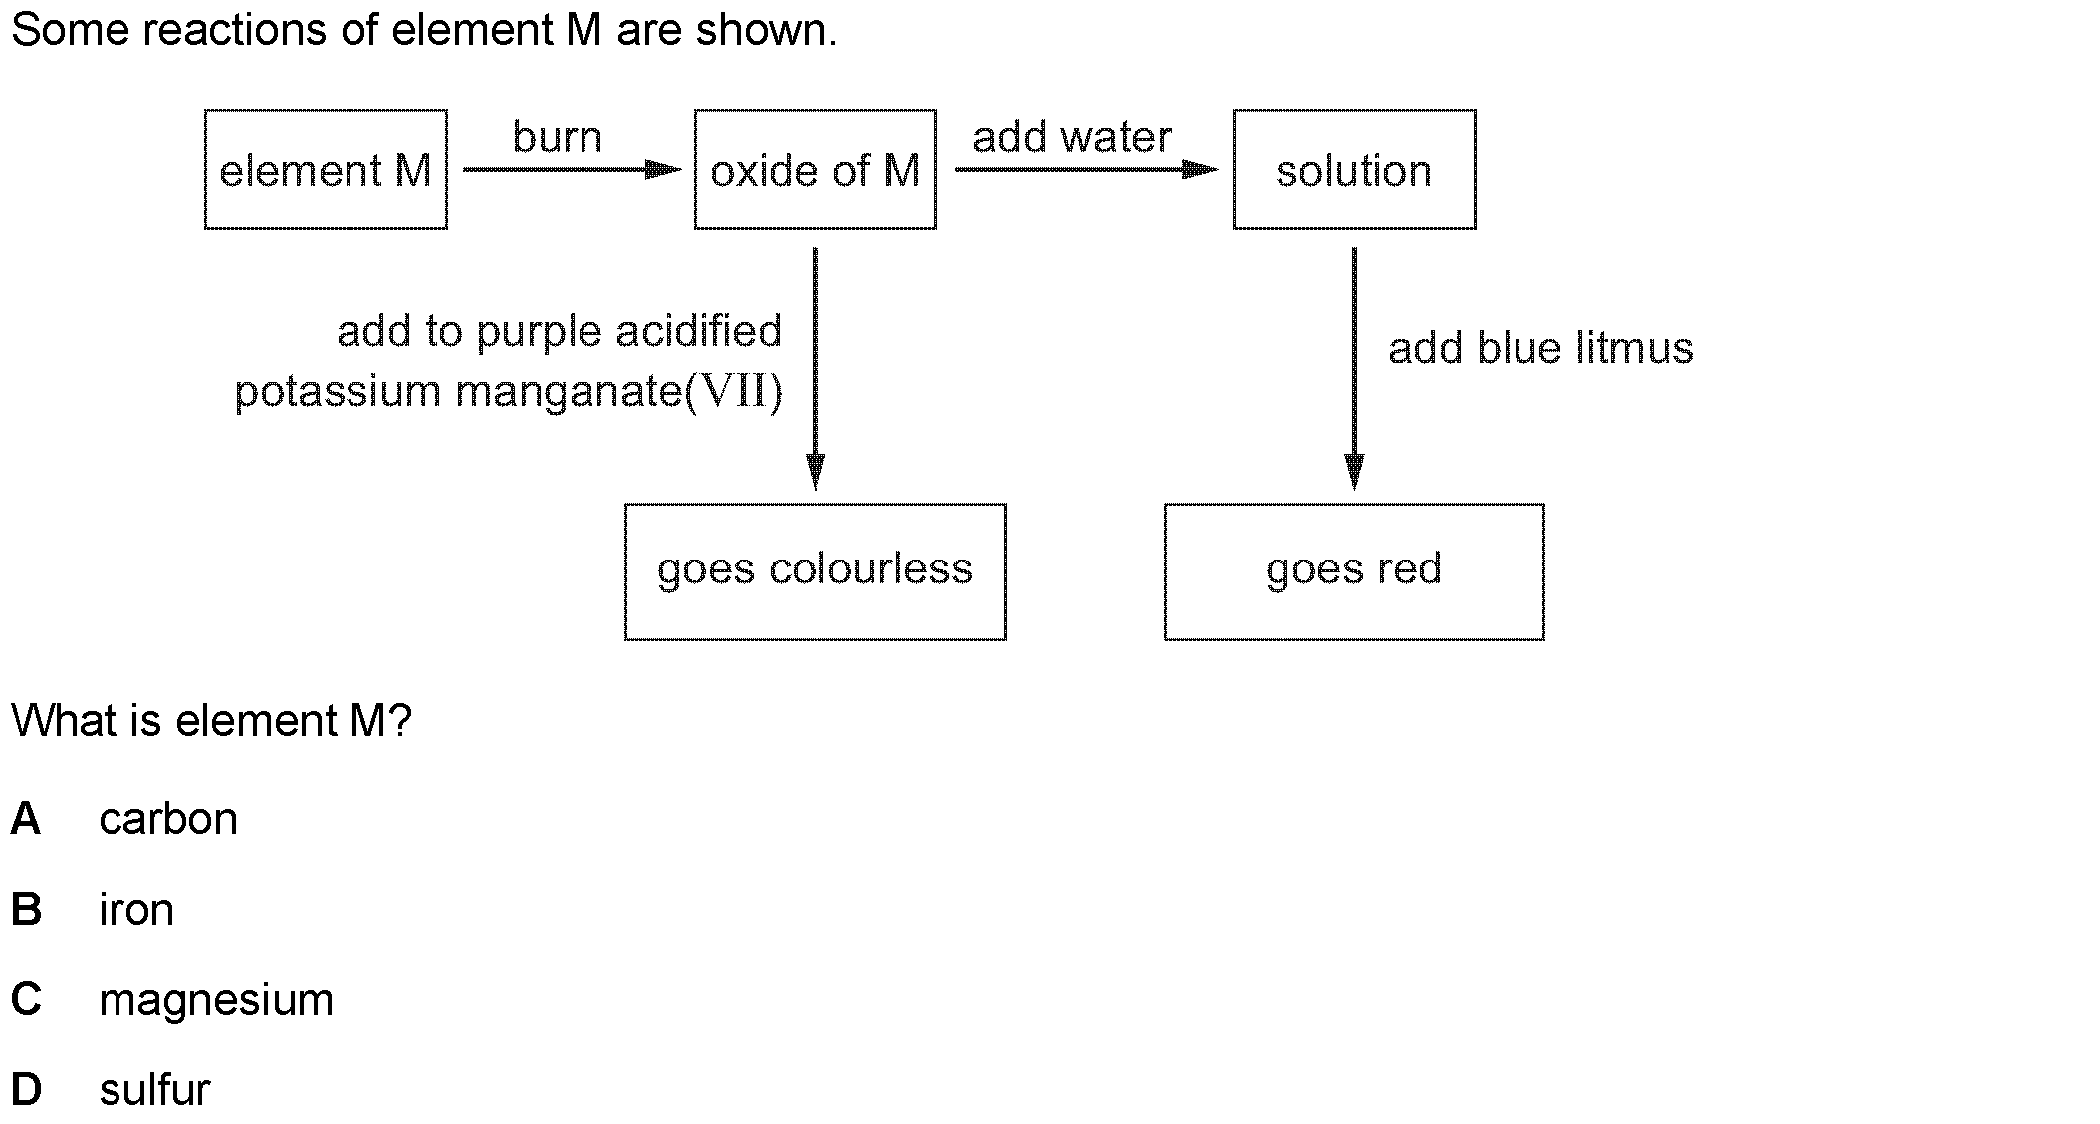 Some reactions of element M are shown.
element M
burn
oxide of M
add water
solution
add to purple acidified
potassium manganate(VII)
add blue litmus
goes colourless
goes red
What is element M?
A carbon
B iron
C magnesium
D sulfur